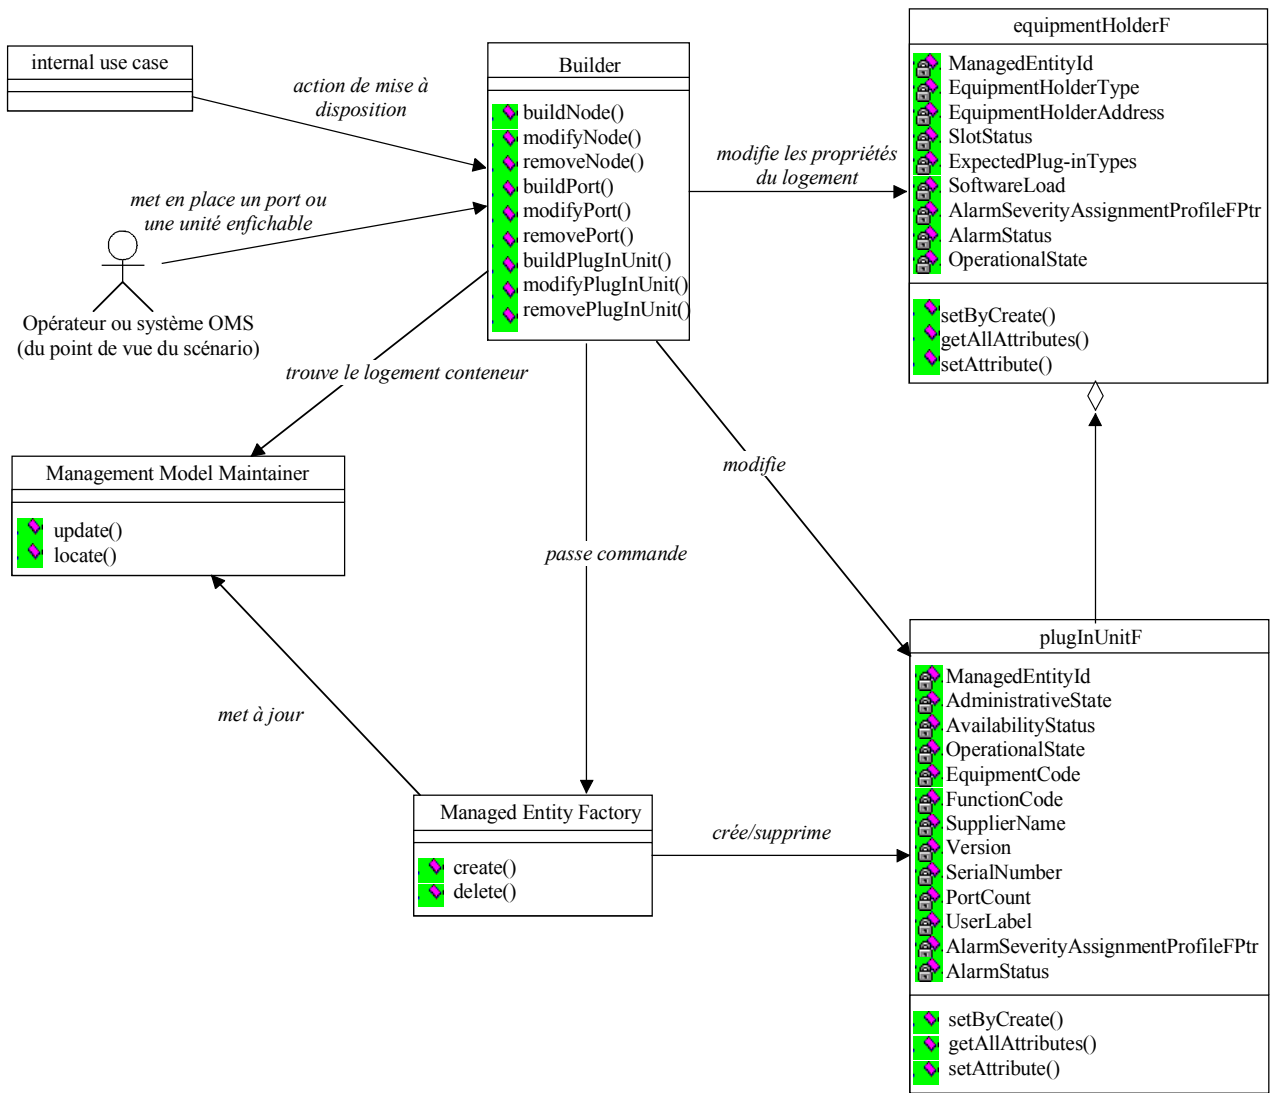 internal use case
action de mise à
disposition
met en place un port ou
une unité enfichable
Opérateur ou système OMS
(du point de vue du scénario)
Builder
buildNode()
modifyNode()
removeNode()
buildPort()
modifyPort()
removePort()
buildPlugInUnit()
modifyPlugInUnit()
removePlugInUnit()
modifie les propriétés
du logement
equipmentHolderF
ManagedEntityId
EquipmentHolderType
EquipmentHolderAddress
SlotStatus
ExpectedPlug-inTypes
SoftwareLoad
AlarmSeverityAssignmentProfileFPtr
AlarmStatus
OperationalState
setByCreate()
getAllAttributes()
setAttribute()
trouve le logement conteneur
Management Model Maintainer
update()
locate()
modifie
passe commande
met à jour
Managed Entity Factory
create()
delete()
crée/supprime
plugInUnitF
ManagedEntityId
AdministrativeState
AvailabilityStatus
OperationalState
EquipmentCode
FunctionCode
SupplierName
Version
SerialNumber
PortCount
UserLabel
AlarmSeverityAssignmentProfileFPtr
AlarmStatus
setByCreate()
getAllAttributes()
setAttribute()